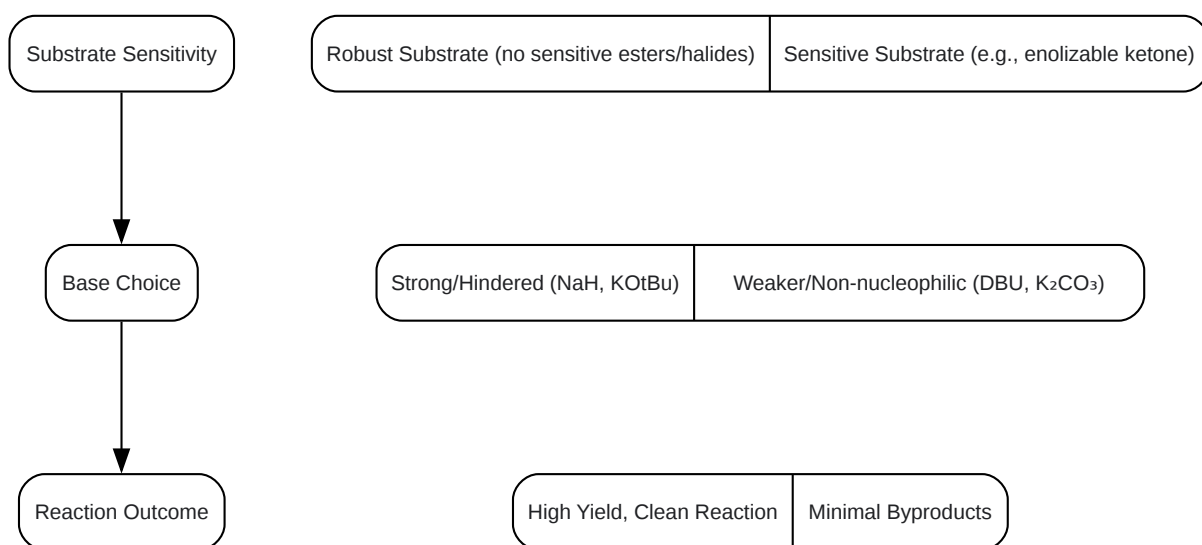 Substrate Sensitivity
Robust Substrate (no sensitive esters/halides)
Sensitive Substrate (e.g., enolizable ketone)
Base Choice
Strong/Hindered (NaH, KOtBu)
Weaker/Non-nucleophilic (DBU, K₂CO₃)
Reaction Outcome
High Yield, Clean Reaction
Minimal Byproducts